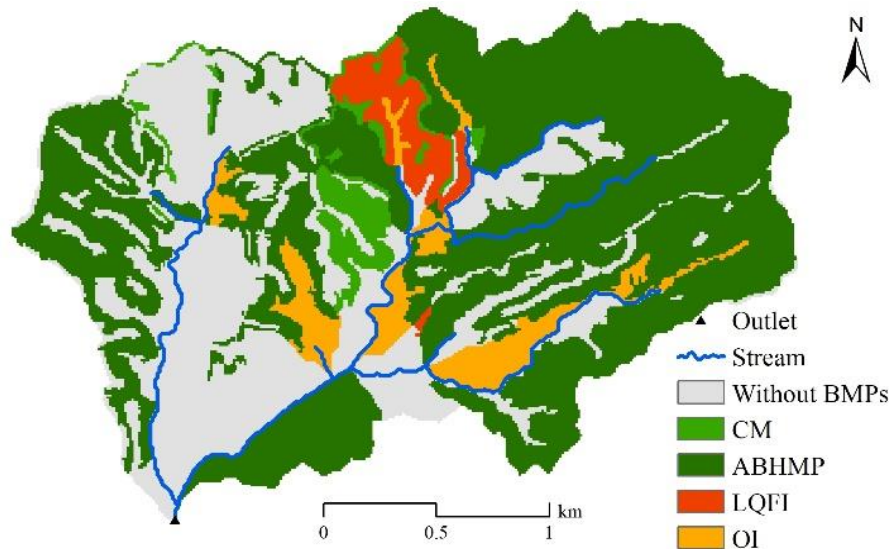 N
Outlet
Stream
Without BMPs
CM
ABHMP
LQFI
OI
km
0 0.5 1